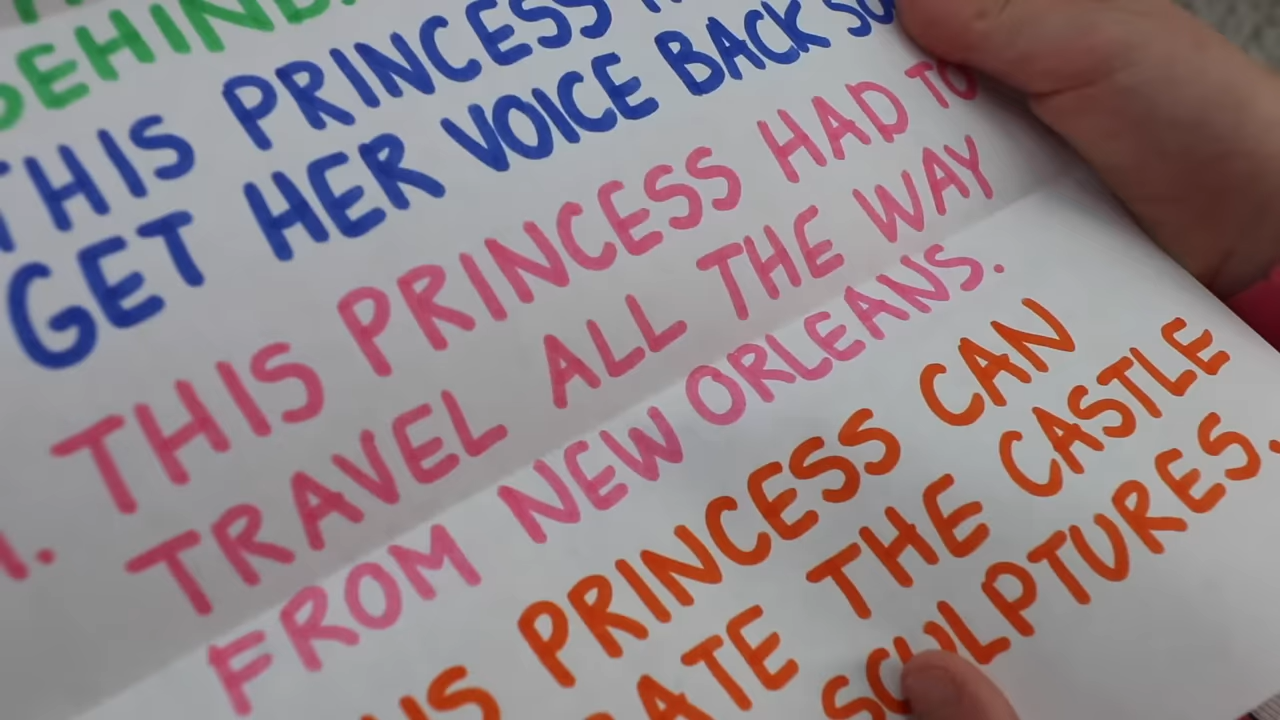 BEHIND.
THIS PRINCESS
GET HER VOICE BACK
THIS PRINCESS HAD TO
TRAVEL ALL THE WAY
FROM NEW ORLEANS.
PRINCESS CAN
THE CASTLE
SCULPTURES.